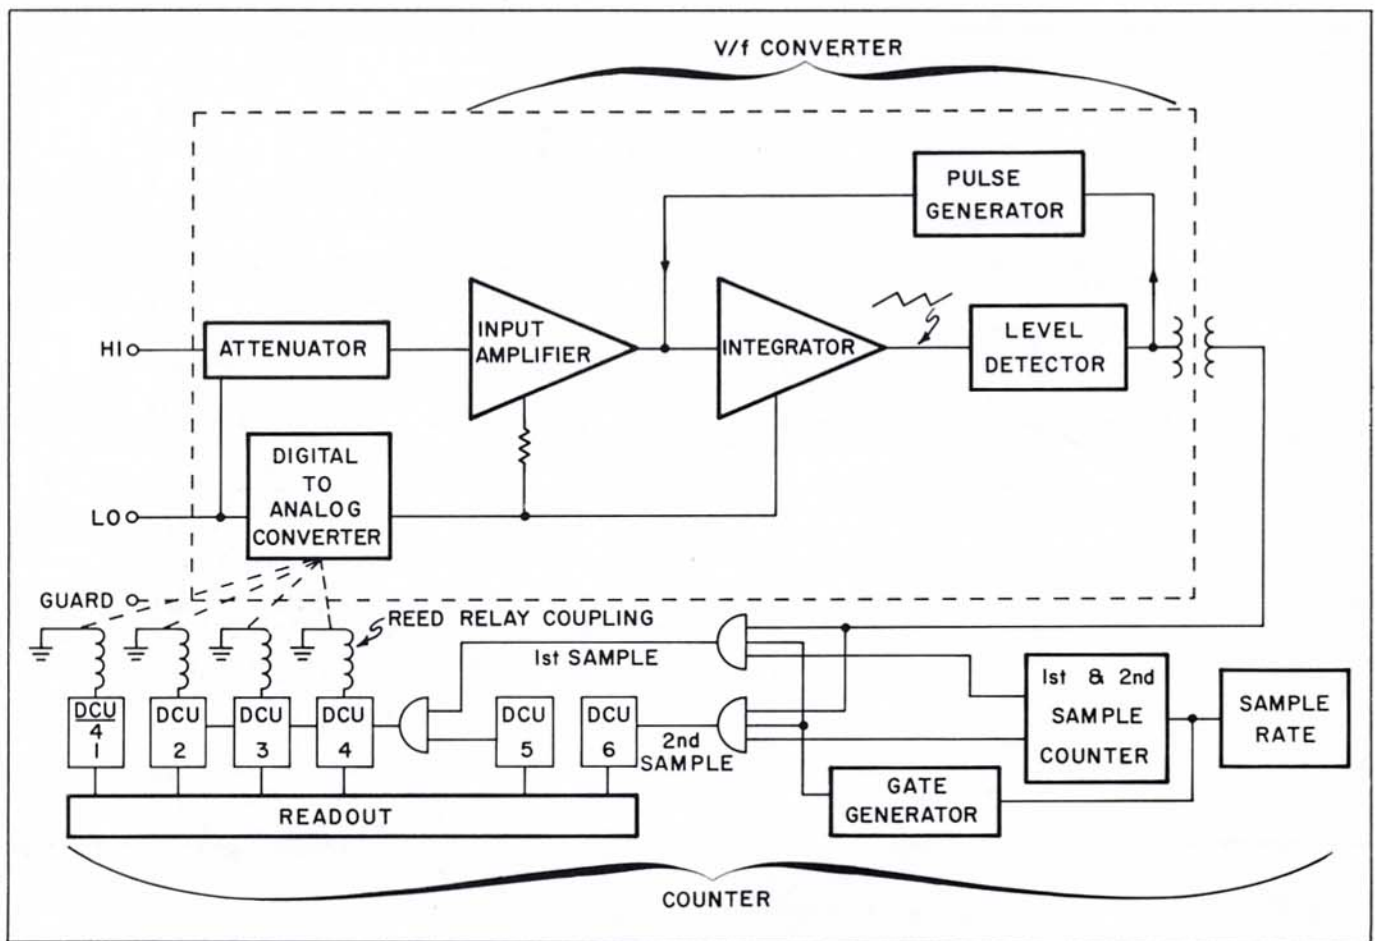 V/f CONVERTER
PULSE
GENERATOR
HI
ATTENUATOR
INPUT
AMPLIFIER
INTEGRATOR
LEVEL
DETECTOR
LO
DIGITAL
TO
ANALOG
CONVERTER
GUARD
REED RELAY COUPLING
1st SAMPLE
DCU
4
1
DCU
2
DCU
3
DCU
4
DCU
5
DCU
6
2nd
SAMPLE
1st & 2nd
SAMPLE
COUNTER
SAMPLE
RATE
GATE
GENERATOR
READOUT
COUNTER